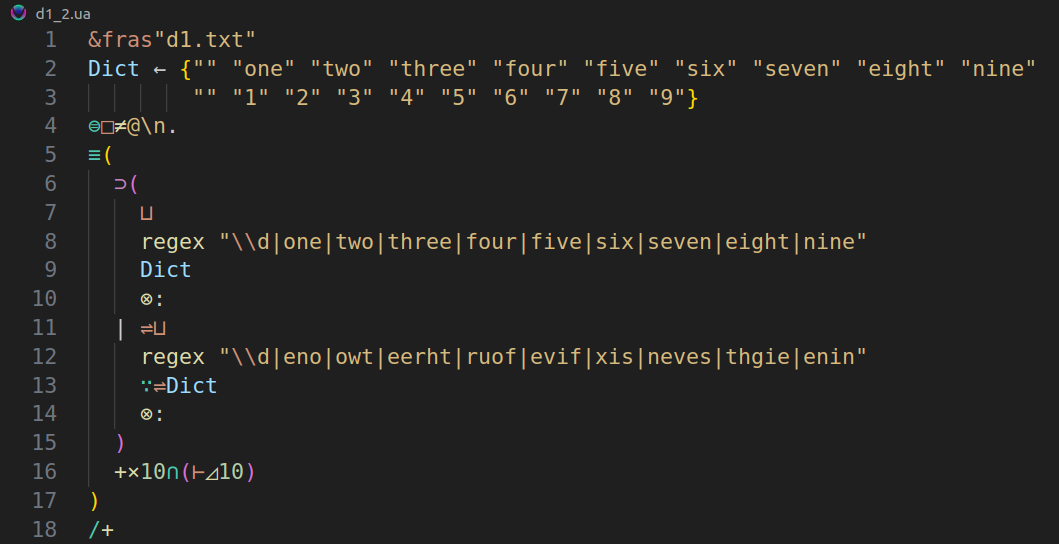 d1_2.ua
1 &fras"d1.txt"
2 Dict ← {"" "one" "two" "three" "four" "five" "six" "seven" "eight" "nine"
3 "" "1" "2" "3" "4" "5" "6" "7" "8" "9"}
4 ⊜□≠@\n.
5 ≡(
6 ⊃(
7 ⊔
8 regex "\\d|one|two|three|four|five|six|seven|eight|nine"
9 Dict
10 ⊗:
11 | ⇌⊔
12 regex "\\d|eno|owt|eerht|ruof|evif|xis|neves|thgie|enin"
13 ∵⇌Dict
14 ⊗:
15 )
16 +×10∩(⊢◿10)
17 )
18 /+